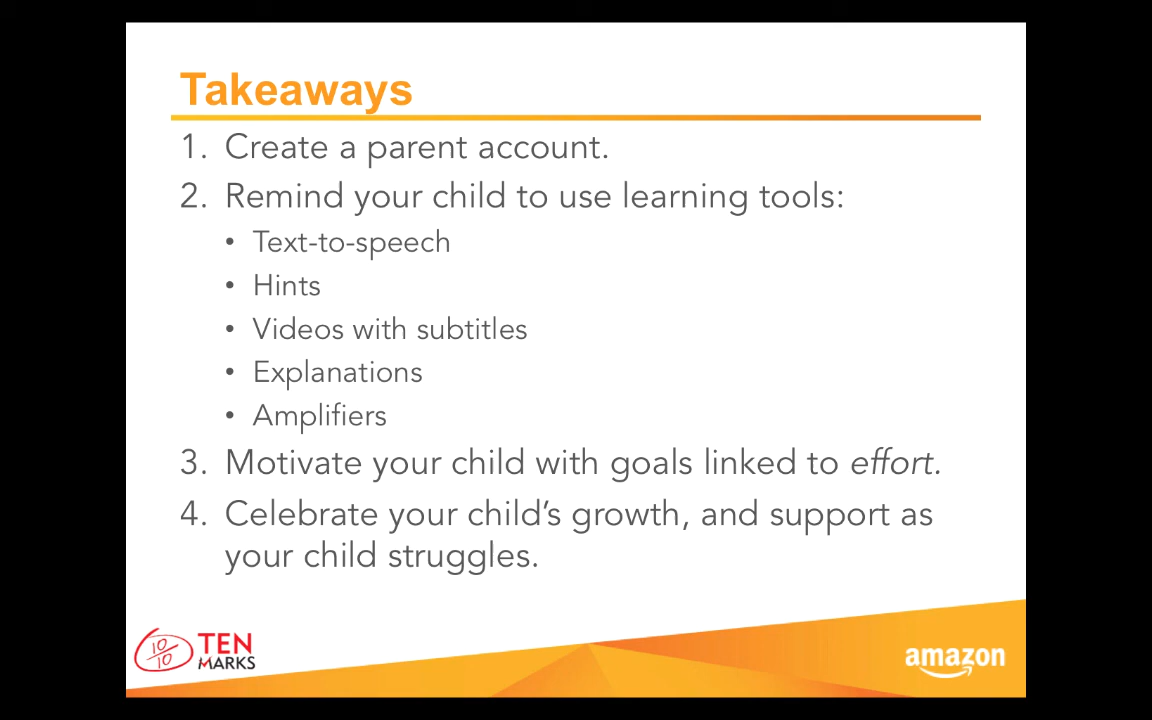 Takeaways
1. Create a parent account.
2. Remind your child to use learning tools:
• Text-to-speech
• Hints
• Videos with subtitles
• Explanations
• Amplifiers
3. Motivate your child with goals linked to effort.
4. Celebrate your child's growth, and support as
your child struggles.
10/10
TEN
MARKS
amazon